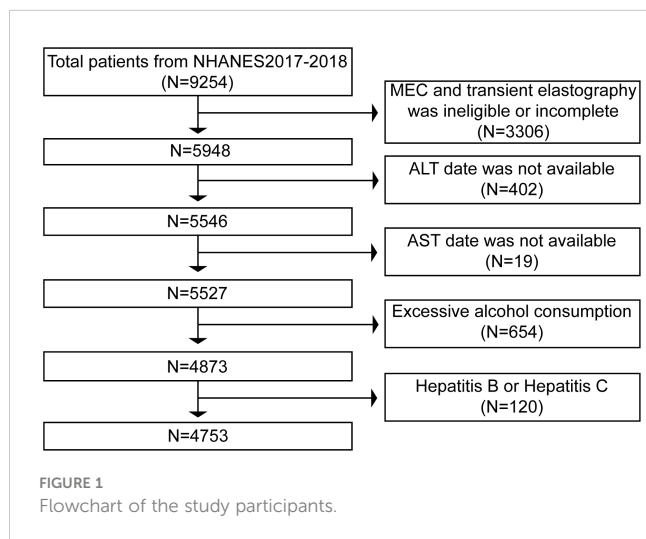 Total patients from NHANES2017-2018
(N=9254)
MEC and transient elastography
was ineligible or incomplete
(N=3306)
N=5948
ALT date was not available
(N=402)
N=5546
AST date was not available
(N=19)
N=5527
Excessive alcohol consumption
(N=654)
N=4873
Hepatitis B or Hepatitis C
(N=120)
N=4753
FIGURE 1
Flowchart of the study participants.